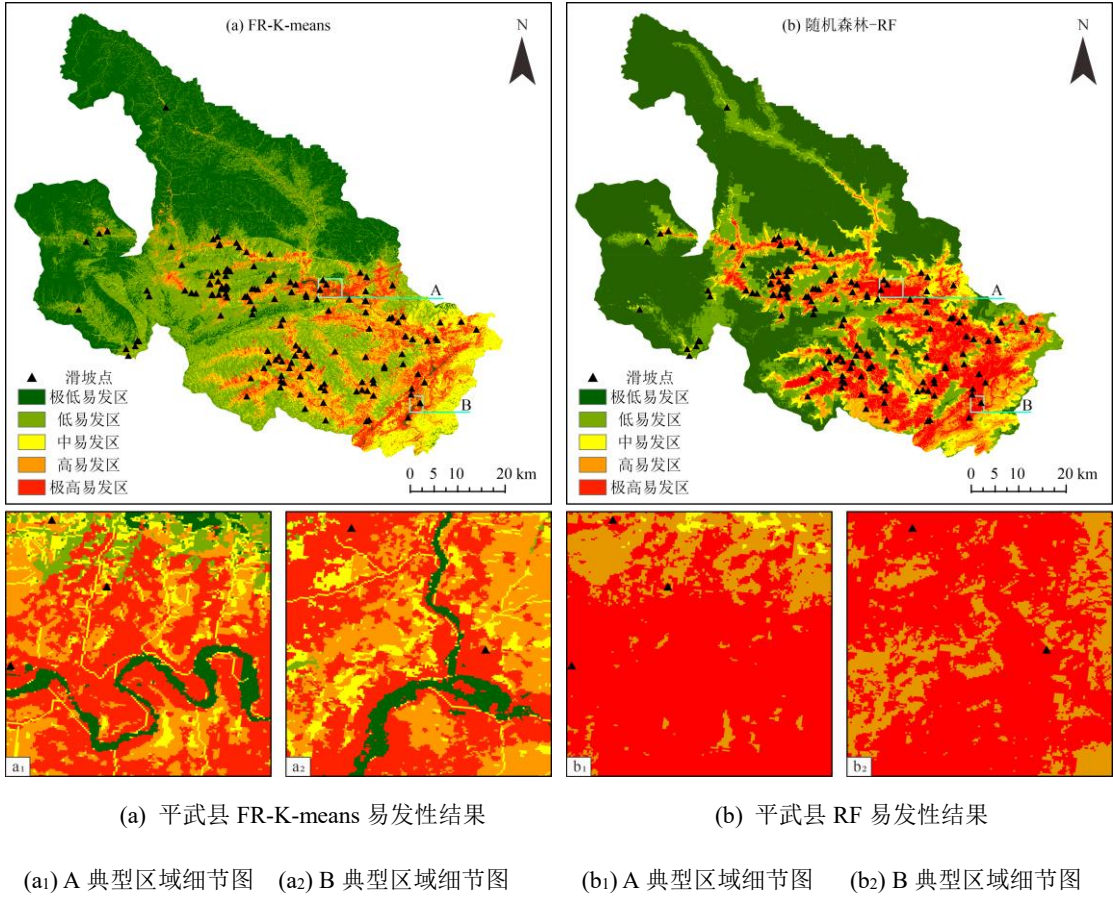 (a) FR-K-means
N
A
B
▲ 滑坡点
极低易发区
低易发区
中易发区
高易发区
极高易发区
0 5 10 20 km
a₁
a₂
(b) 随机森林-RF
N
A
B
▲ 滑坡点
极低易发区
低易发区
中易发区
高易发区
极高易发区
0 5 10 20 km
b₁
b₂
(a) 平武县 FR-K-means 易发性结果
(b) 平武县 RF 易发性结果
(a₁) A 典型区域细节图 (a₂) B 典型区域细节图 (b₁) A 典型区域细节图 (b₂) B 典型区域细节图